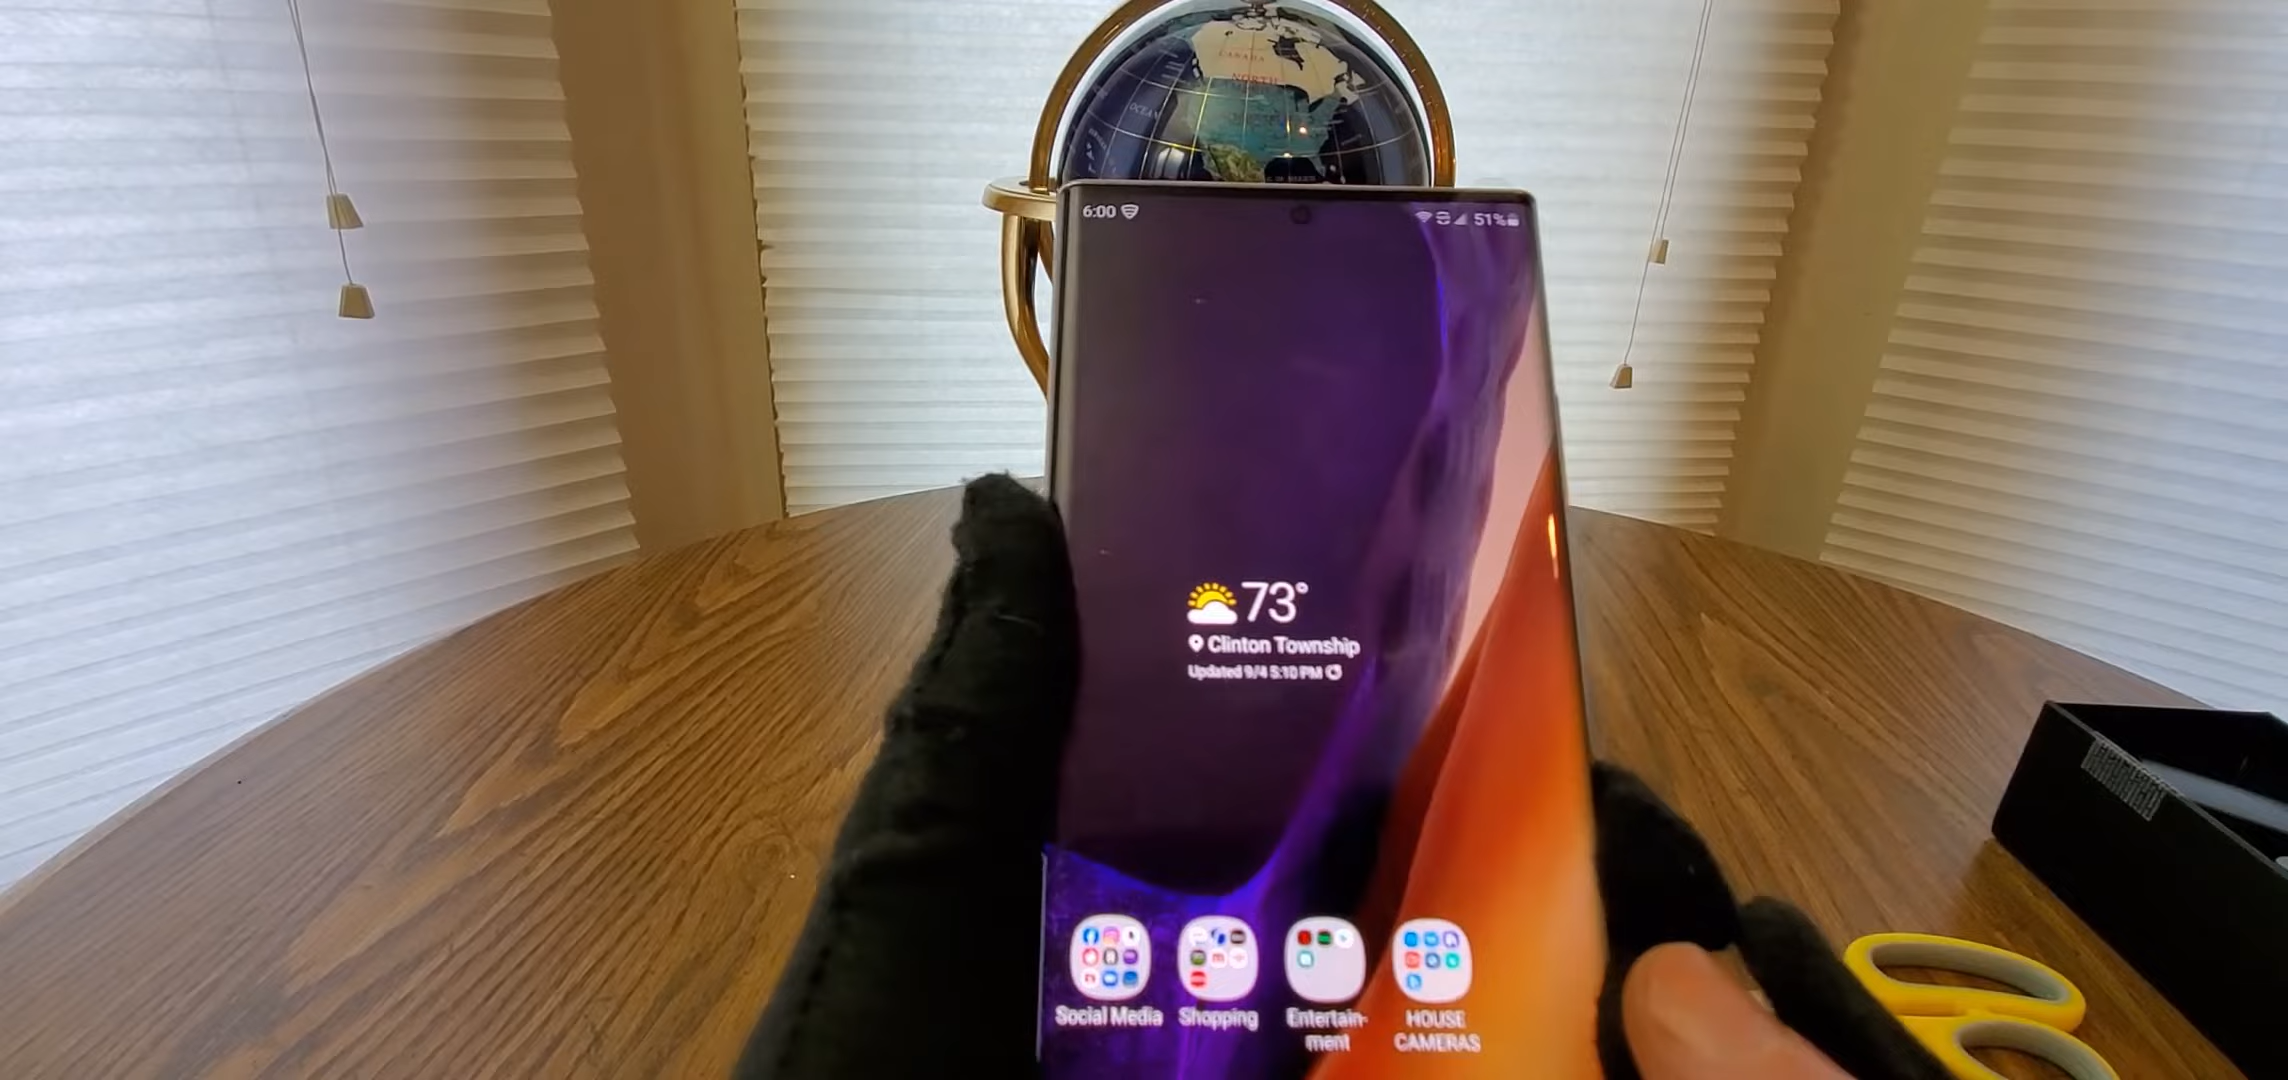 CANADA
NORTH
OCEAN
6:00
51%
73°
Clinton Township
Updated 9/4 5:10 PM
Social Media
Shopping
Entertain-
ment
HOUSE
CAMERAS